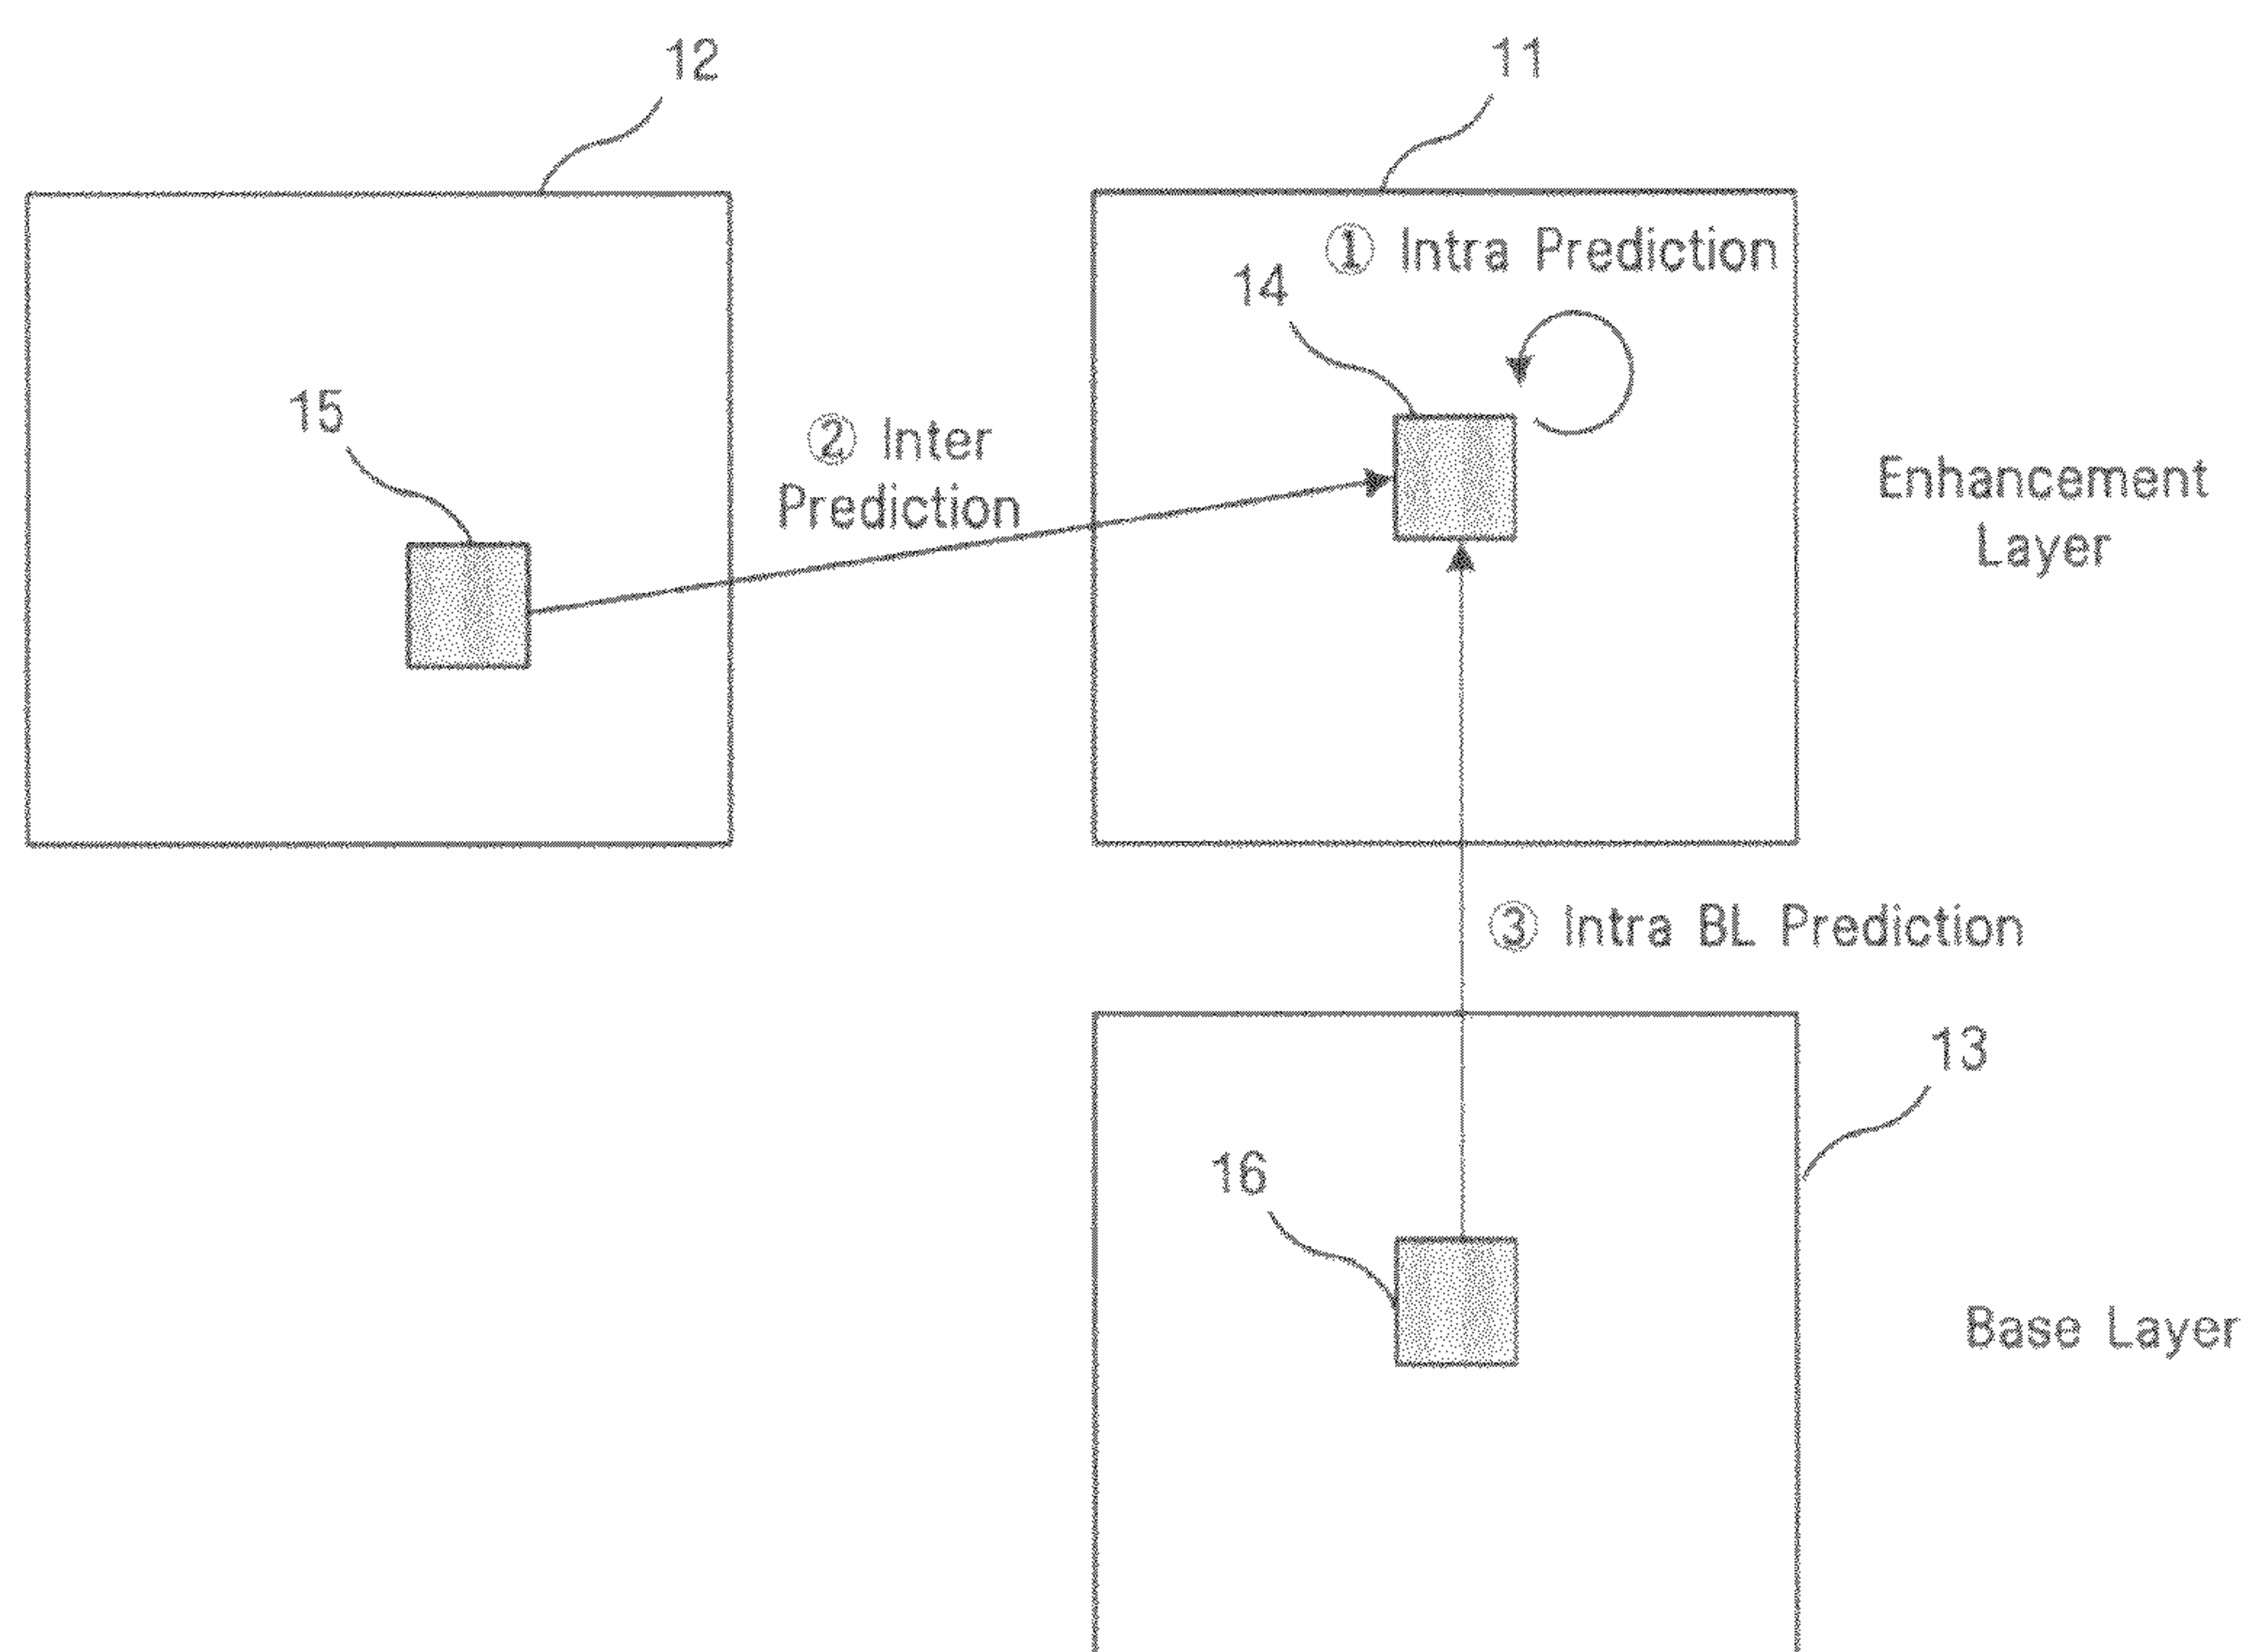 12
11
① Intra Prediction
14
15
② Inter
Prediction
Enhancement
Layer
③ Intra BL Prediction
13
16
Base Layer